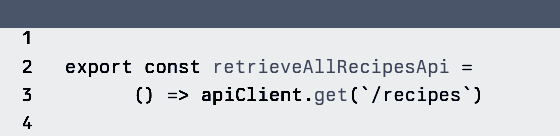 1
2 export const retrieveAllRecipesApi =
3 () => apiClient.get(`/recipes`)
4